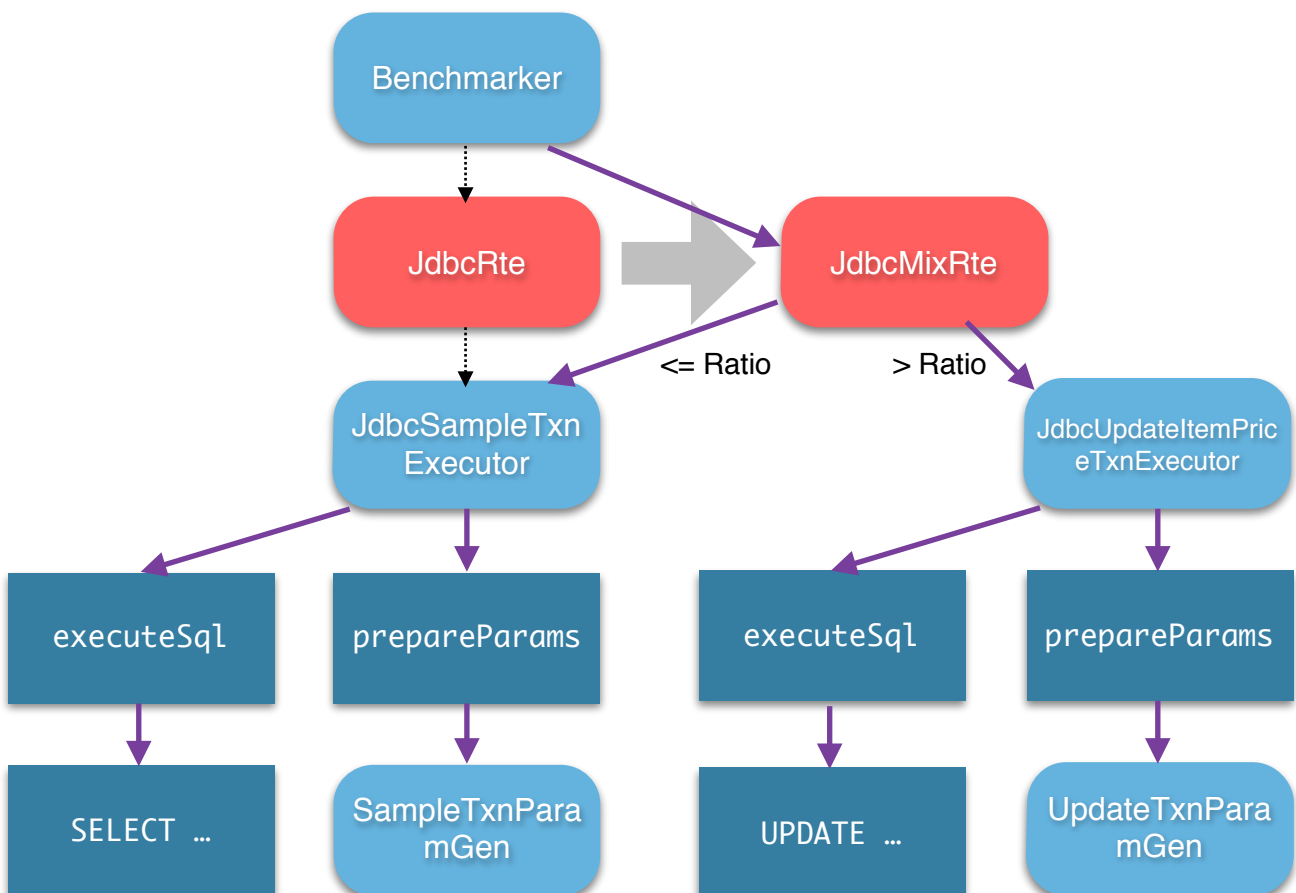 Benchmarker
JdbcRte
JdbcMixRte
<= Ratio
> Ratio
JdbcSampleTxn
Executor
JdbcUpdateItemPric
eTxnExecutor
executeSql
prepareParams
executeSql
prepareParams
SELECT …
SampleTxnPara
mGen
UPDATE …
UpdateTxnPara
mGen